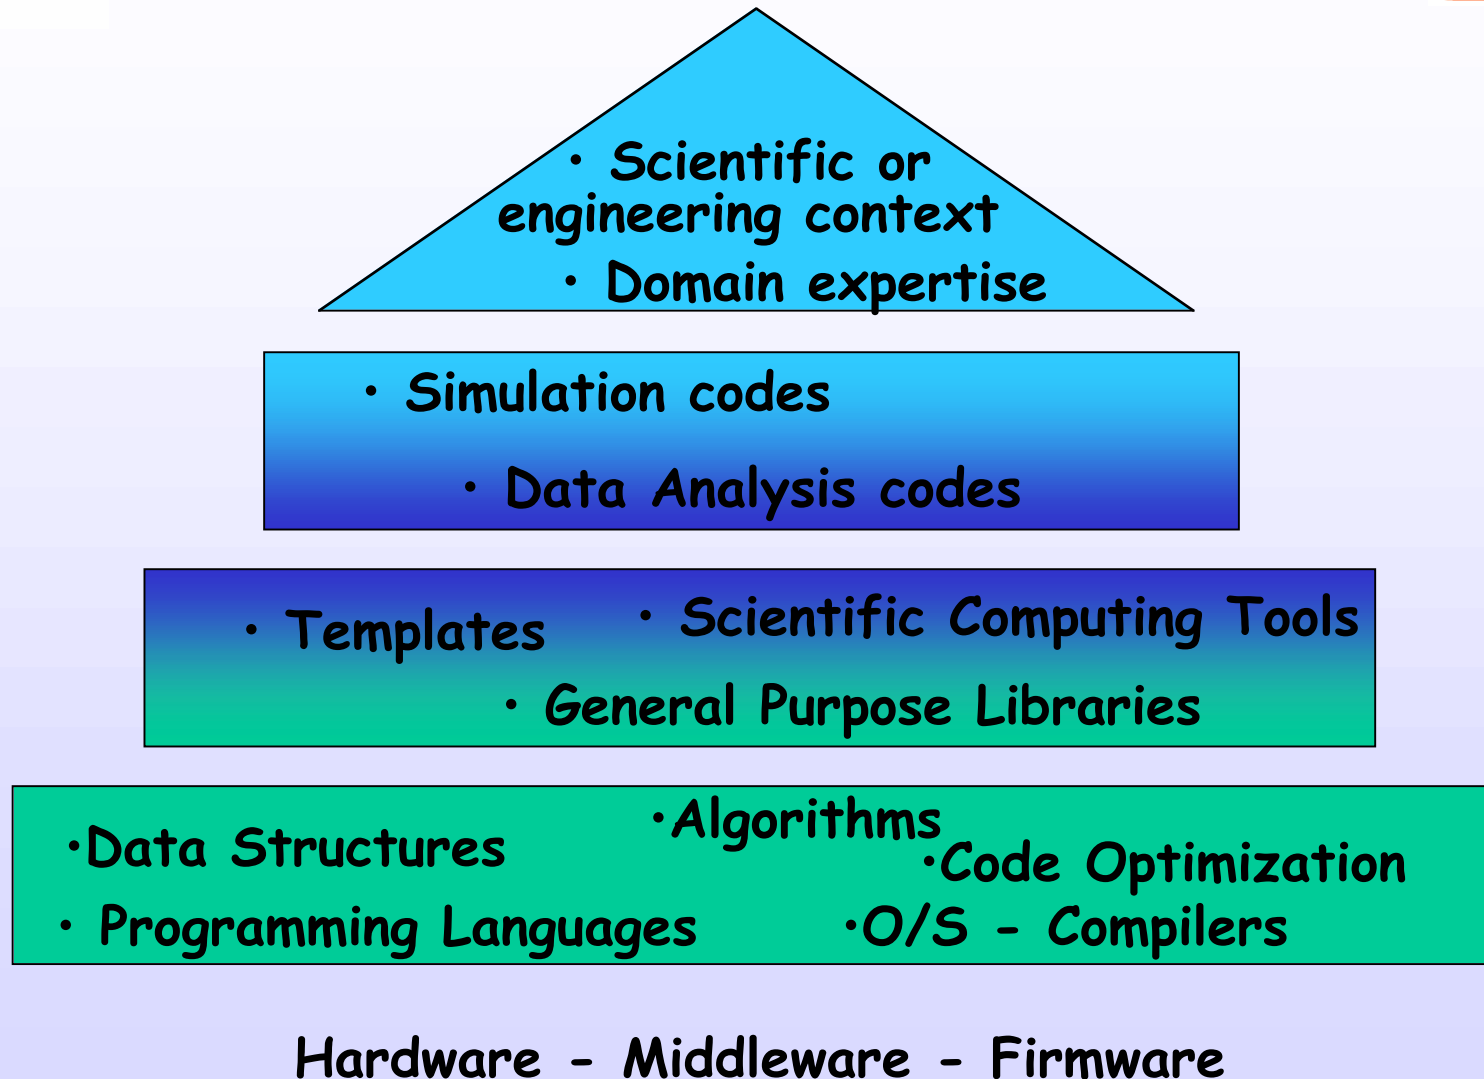 • Scientific or
engineering context
• Domain expertise
• Simulation codes
• Data Analysis codes
• Templates
• Scientific Computing Tools
• General Purpose Libraries
•Algorithms
•Data Structures
•Code Optimization
• Programming Languages
•O/S - Compilers
Hardware - Middleware - Firmware